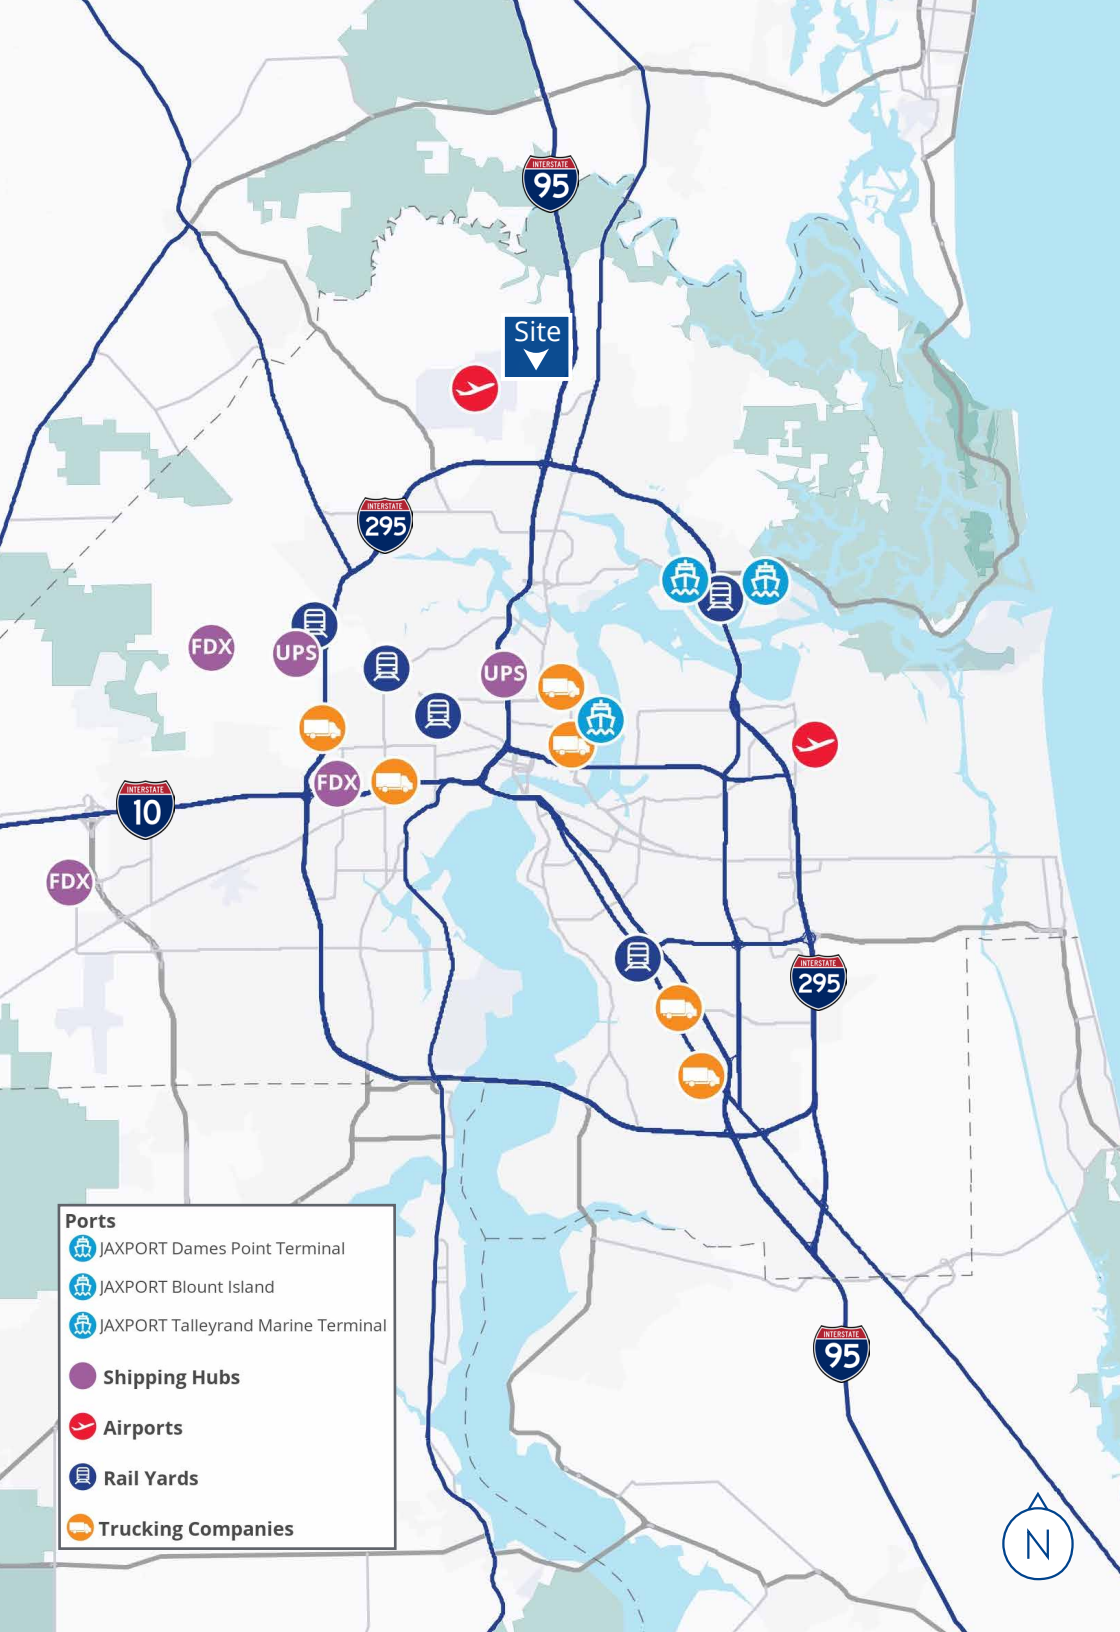 INTERSTATE
95
Site
INTERSTATE
295
FDX
UPS
UPS
FDX
INTERSTATE
10
FDX
INTERSTATE
295
Ports
JAXPORT Dames Point Terminal
JAXPORT Blount Island
JAXPORT Talleyrand Marine Terminal
Shipping Hubs
Airports
Rail Yards
Trucking Companies
INTERSTATE
95
N